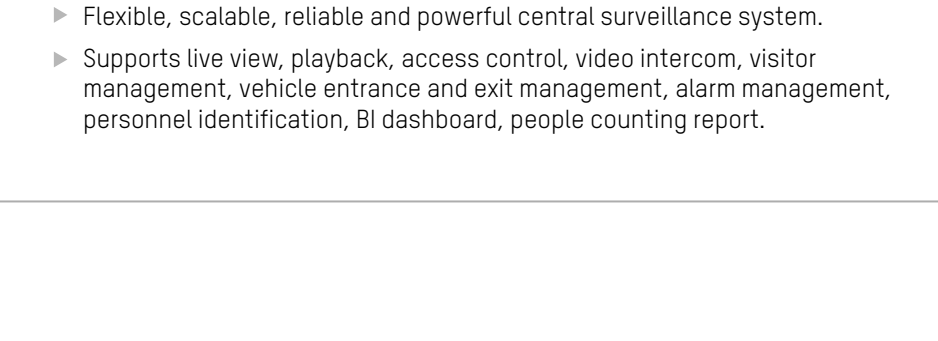 ▶ Flexible, scalable, reliable and powerful central surveillance system.
▶ Supports live view, playback, access control, video intercom, visitor
management, vehicle entrance and exit management, alarm management,
personnel identification, BI dashboard, people counting report.